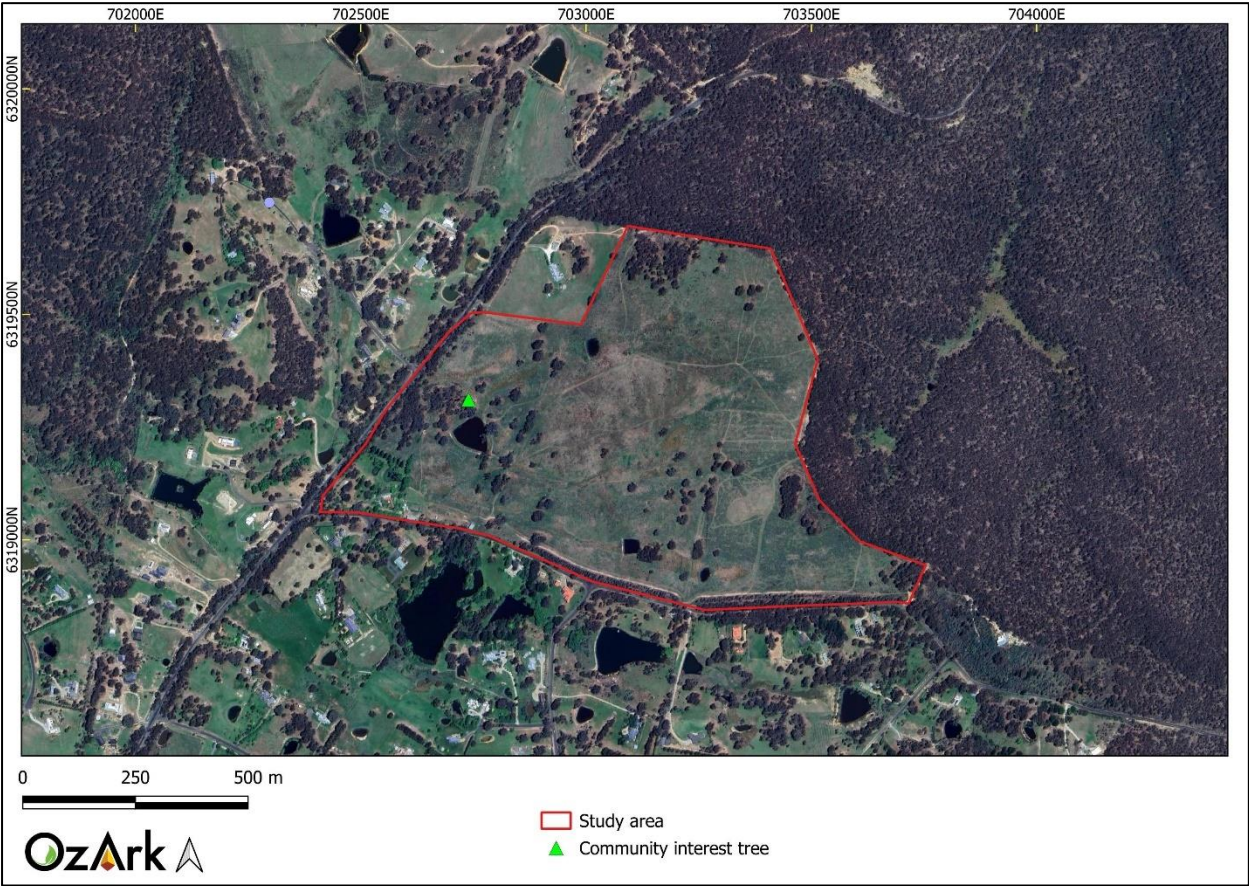 702000E 702500E 703000E 703500E 704000E
6320000N
6319500N
6319000N
0 250 500 m
Study area
Community interest tree
OzArk